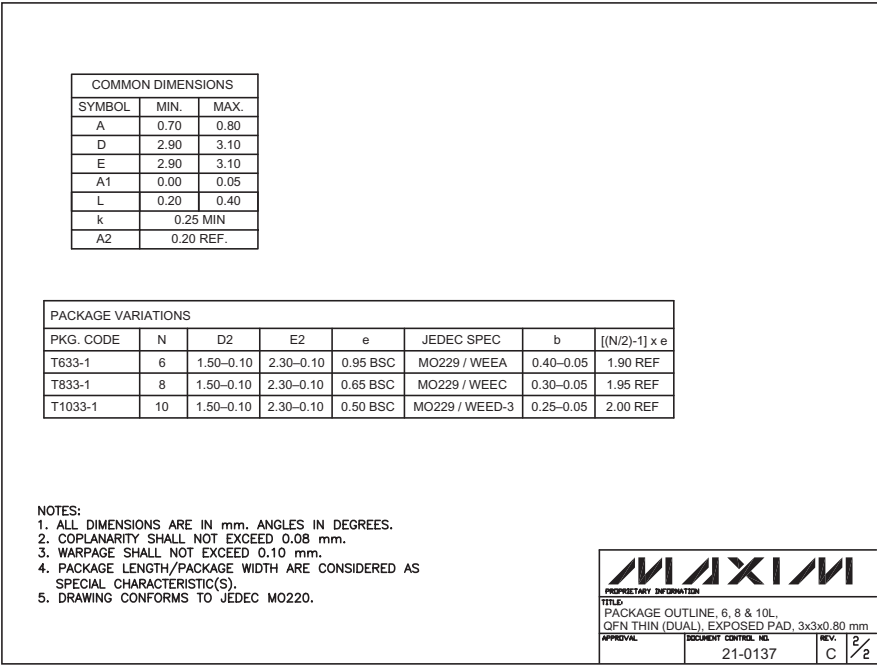 COMMON DIMENSIONS
SYMBOL MIN. MAX.
A 0.70 0.80
D 2.90 3.10
E 2.90 3.10
A1 0.00 0.05
L 0.20 0.40
k 0.25 MIN
A2 0.20 REF.
PACKAGE VARIATIONS
PKG. CODE N D2 E2 e JEDEC SPEC b [(N/2)-1] x e
T633-1 6 1.50–0.10 2.30–0.10 0.95 BSC MO229 / WEEA 0.40–0.05 1.90 REF
T833-1 8 1.50–0.10 2.30–0.10 0.65 BSC MO229 / WEEC 0.30–0.05 1.95 REF
T1033-1 10 1.50–0.10 2.30–0.10 0.50 BSC MO229 / WEED-3 0.25–0.05 2.00 REF
NOTES:
1. ALL DIMENSIONS ARE IN mm. ANGLES IN DEGREES.
2. COPLANARITY SHALL NOT EXCEED 0.08 mm.
3. WARPAGE SHALL NOT EXCEED 0.10 mm.
4. PACKAGE LENGTH/PACKAGE WIDTH ARE CONSIDERED AS
SPECIAL CHARACTERISTIC(S).
5. DRAWING CONFORMS TO JEDEC MO220.
MAXIM
PROPRIETARY INFORMATION
TITLE:
PACKAGE OUTLINE, 6, 8 & 10L,
QFN THIN (DUAL), EXPOSED PAD, 3x3x0.80 mm
APPROVAL DOCUMENT CONTROL NO. REV. 2/2
21-0137 C